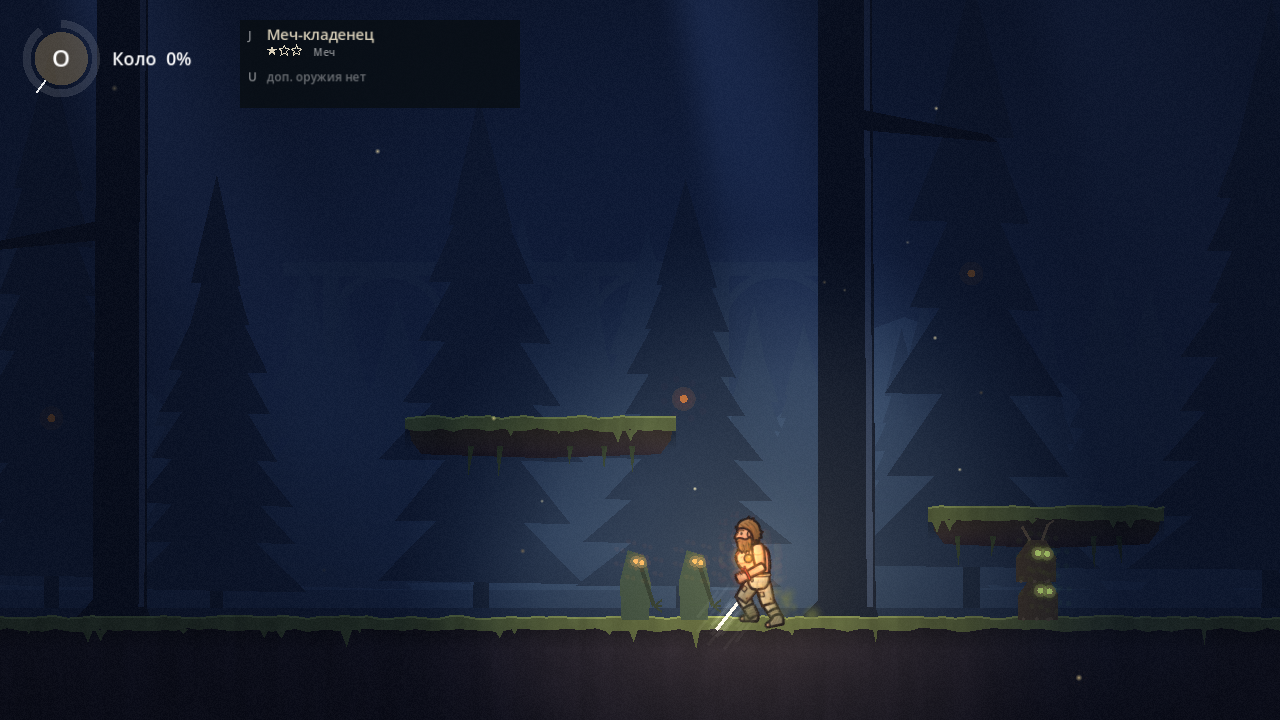 O
Коло 0%
J Меч-кладенец
★☆☆ Меч
U доп. оружия нет